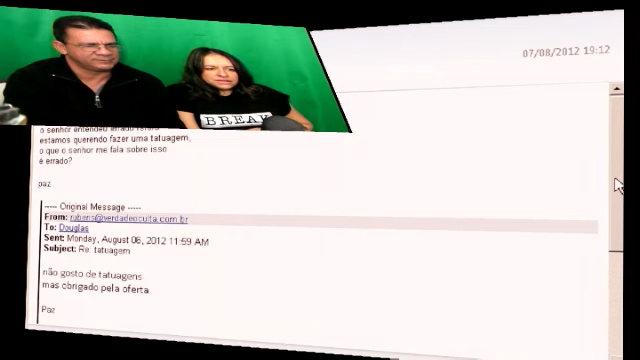 07/08/2012 19:12
BREAK
o senhor entendeu errado
estamos querendo fazer uma tatuagem,
o que o senhor me fala sobre isso
é errado?
paz
----- Original Message -----
From: rubens@verdadeoculta.com.br
To: Douglas
Sent: Monday, August 06, 2012 11:59 AM
Subject: Re: tatuagem
não gosto de tatuagens
mas obrigado pela oferta
Paz